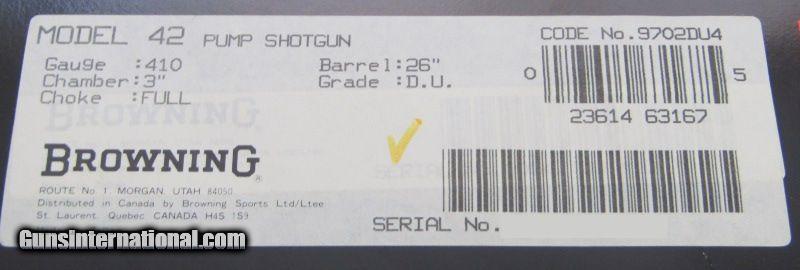 MODEL 42 PUMP SHOTGUN
CODE No.9702DU4
Gauge :410 Barrel:26"
Chamber:3" Grade :D.U.
Choke :FULL
0 5
23614 63167
BROWNING®
ROUTE No 1 MORGAN, UTAH 84050
Distributed in Canada by Browning Sports Ltd/Ltee
St. Laurent, Quebec CANADA H4S 1S9
SERIAL No.
GunsInternational.com